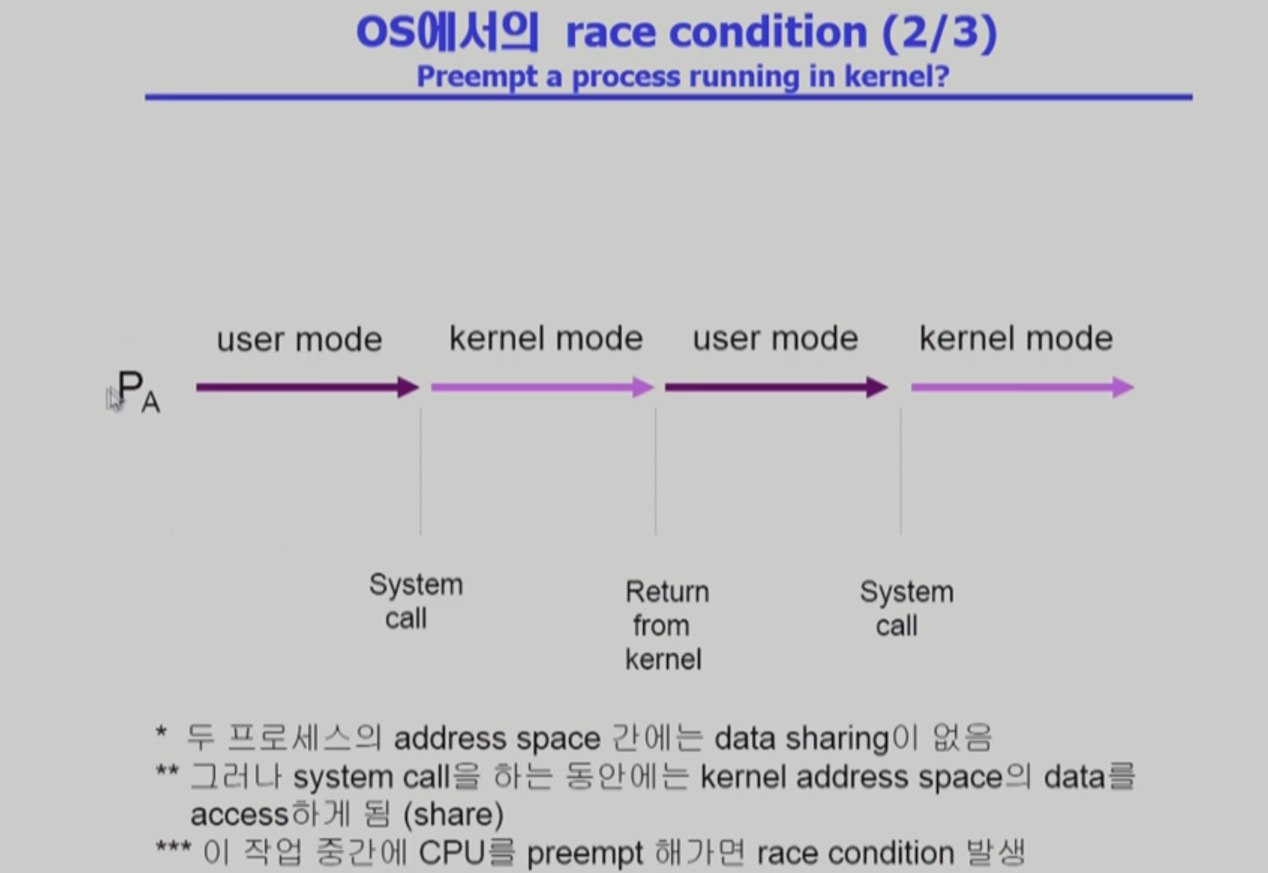 OS에서의 race condition (2/3)
Preempt a process running in kernel?
user mode kernel mode user mode kernel mode
PA
System call
Return from kernel
System call
* 두 프로세스의 address space 간에는 data sharing이 없음
** 그러나 system call을 하는 동안에는 kernel address space의 data를
access하게 됨 (share)
*** 이 작업 중간에 CPU를 preempt 해가면 race condition 발생